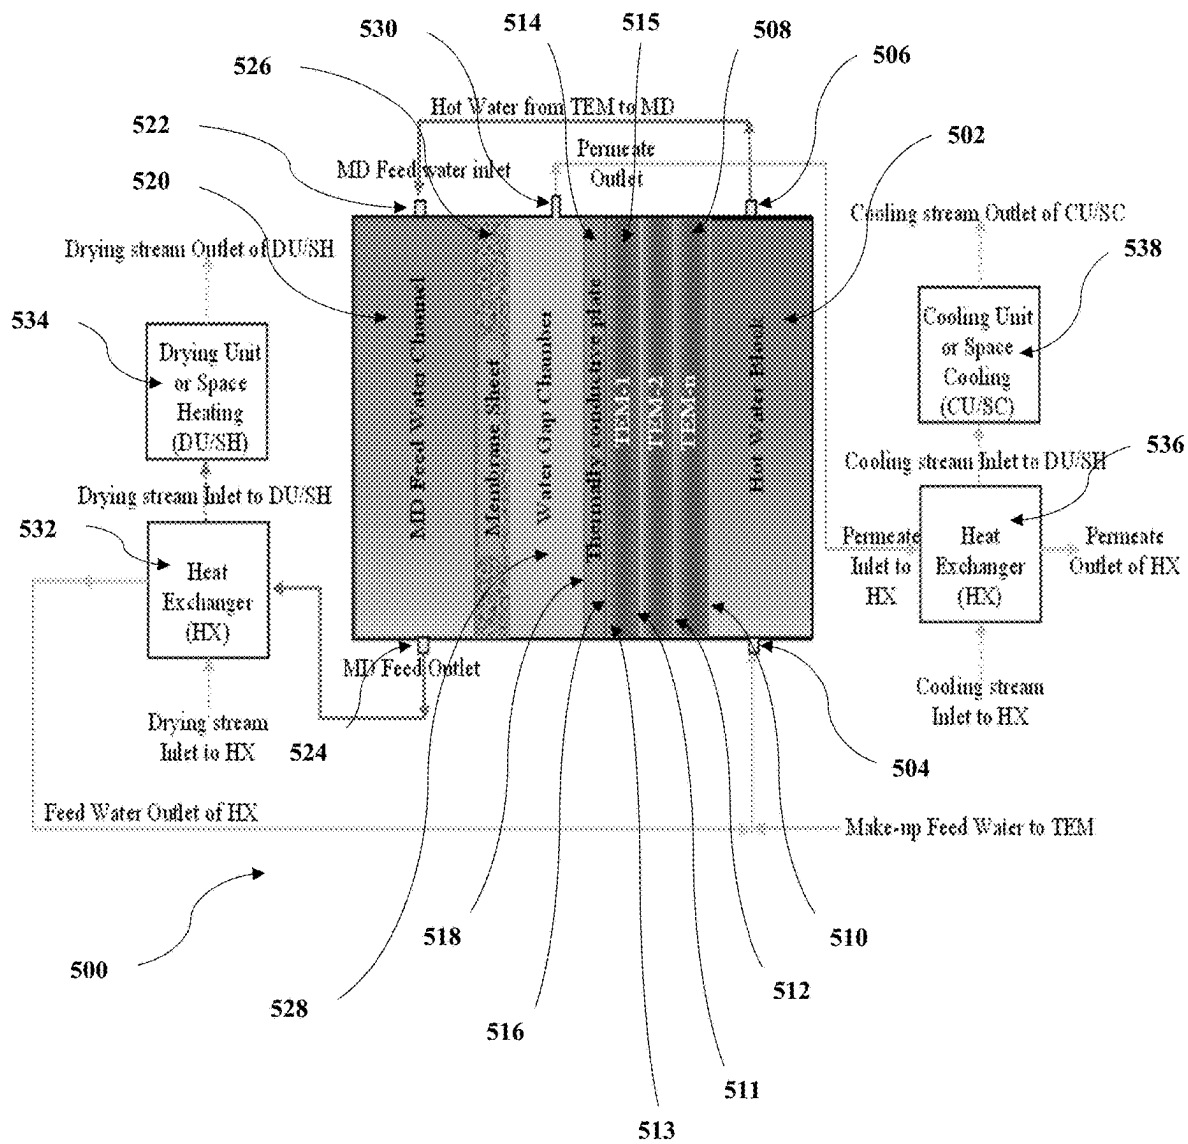 530
514
515
508
506
526
Hot Water from TEM to MD
522
502
Permeate
Outlet
MD Feed water inlet
520
Cooling stream Outlet of CU/SC
Drying stream Outlet of DU/SH
538
534
Drying Unit
or Space
Heating
(DU/SH)
Cooling Unit
or Space
Cooling
(CU/SC)
MD Feed Water Channel
Membrane Sheet
Water Gap Chamber
Thermally conductive plate
TEM-1
TEM-2
TEM-n
Hot Water Block
536
Drying stream Inlet to DU/SH
Cooling stream Inlet to DU/SH
532
Heat
Exchanger
(HX)
Permeate
Inlet to
HX
Heat
Exchanger
(HX)
Permeate
Outlet of HX
MD Feed Outlet
Drying stream
Inlet to HX
Cooling stream
Inlet to HX
524
504
Feed Water Outlet of HX
Make-up Feed Water to TEM
500
518
510
528
516
512
511
513